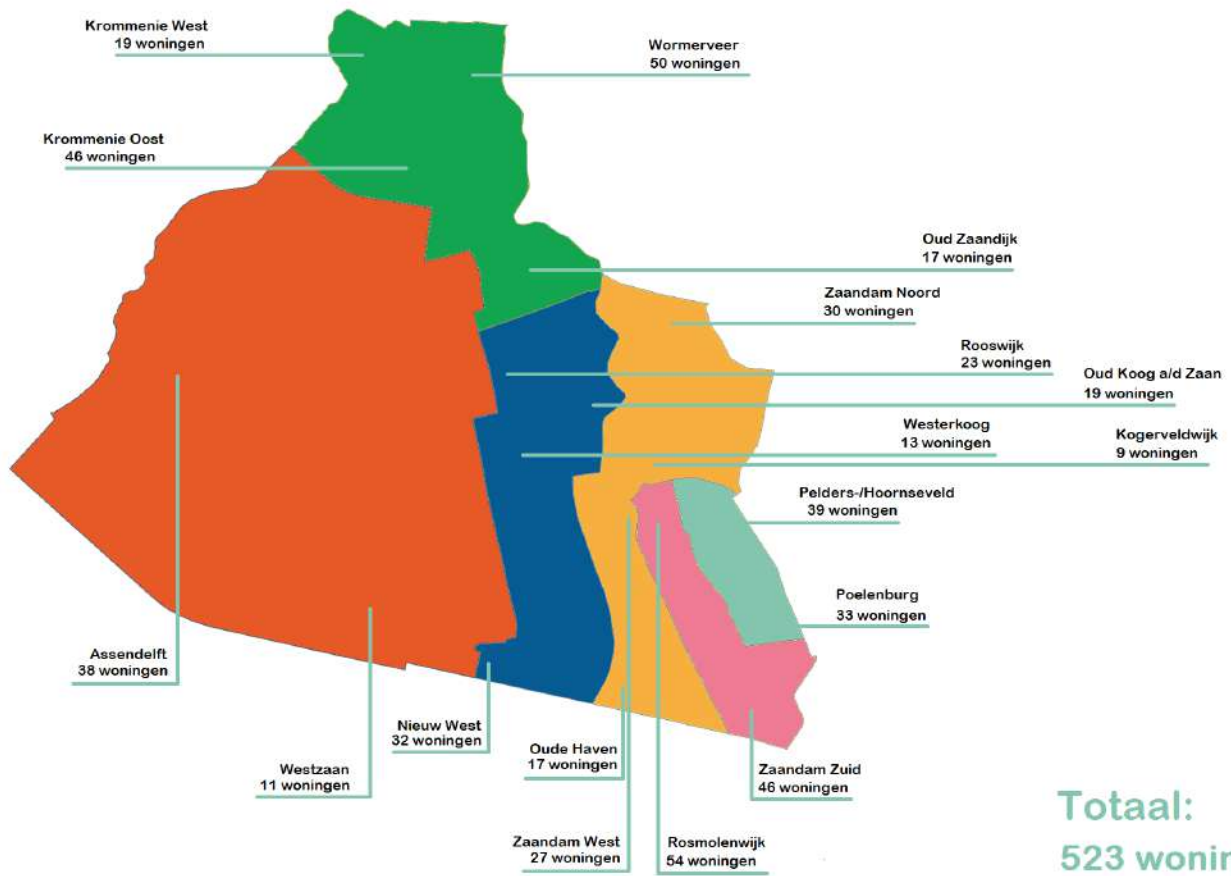 Krommenie West
19 woningen
Wormerveer
50 woningen
Krommenie Oost
46 woningen
Oud Zaandijk
17 woningen
Zaandam Noord
30 woningen
Rooswijk
23 woningen
Oud Koog a/d Zaan
19 woningen
Westerkoog
13 woningen
Kogerveldwijk
9 woningen
Pelders-/Hoornseveld
39 woningen
Poelenburg
33 woningen
Assendelft
38 woningen
Nieuw West
32 woningen
Oude Haven
17 woningen
Westzaan
11 woningen
Zaandam Zuid
46 woningen
Zaandam West
27 woningen
Rosmolenwijk
54 woningen
Totaal:
523